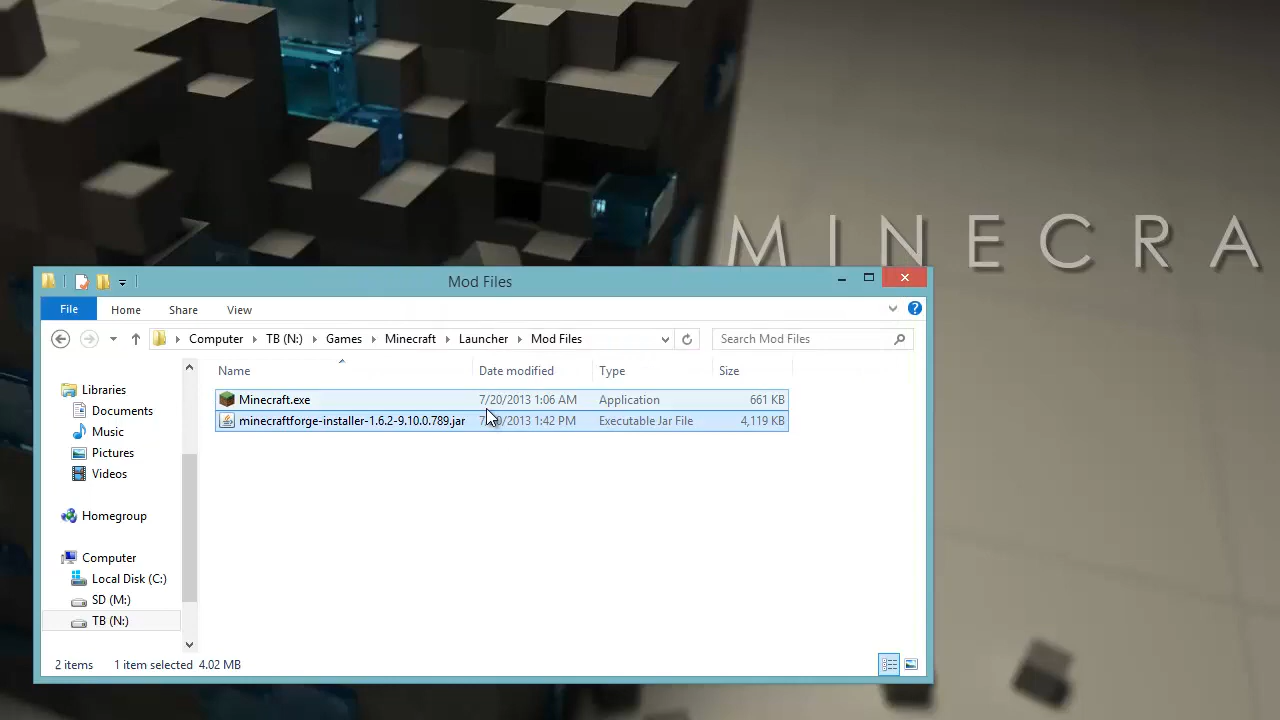 MINECRA
Mod Files
File Home Share View
Computer TB (N:) Games Minecraft Launcher Mod Files Search Mod Files
Name Date modified Type Size
Libraries
Documents
Music
Pictures
Videos
Homegroup
Computer
Local Disk (C:)
SD (M:)
TB (N:)
Minecraft.exe 7/20/2013 1:06 AM Application 661 KB
minecraftforge-installer-1.6.2-9.10.0.789.jar 1:42 PM Executable Jar File 4,119 KB
2 items 1 item selected 4.02 MB